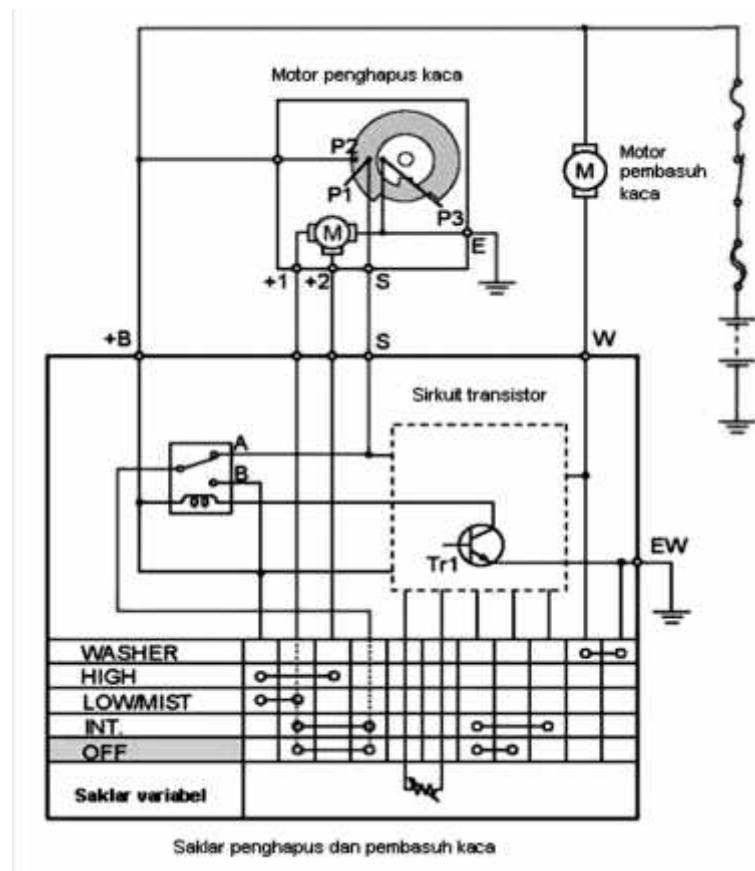 Motor penghapus kaca
P2
P1
P3
M
E
+1 +2 S
M
Motor
pembasuh
kaca
+B
S
W
Sirkuit transistor
A
B
Tr1
EW
WASHER
HIGH
LOW/MIST
INT.
OFF
Saklar variabel
Saklar penghapus dan pembasuh kaca